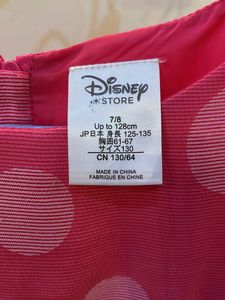 Disney
STORE
7/8
Up to 128cm
JP日本 身長 125-135
胸囲61-67
サイズ130
CN 130/64
MADE IN CHINA
FABRIQUE EN CHINE